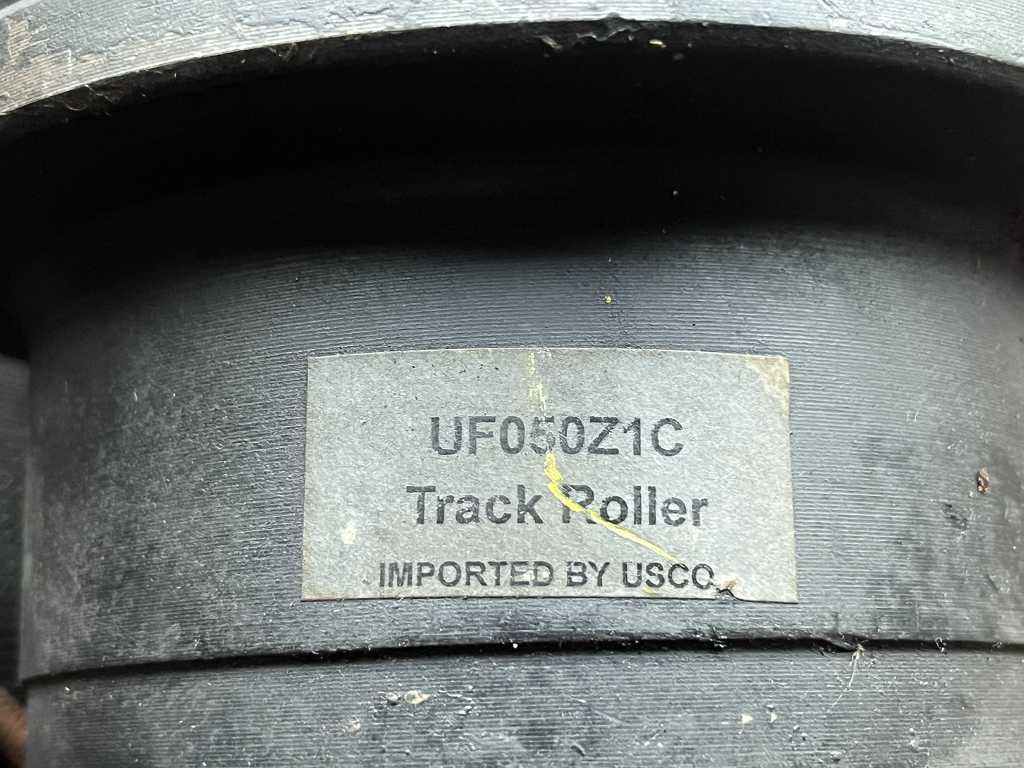 UF050Z1C
Track Roller
IMPORTED BY USCO